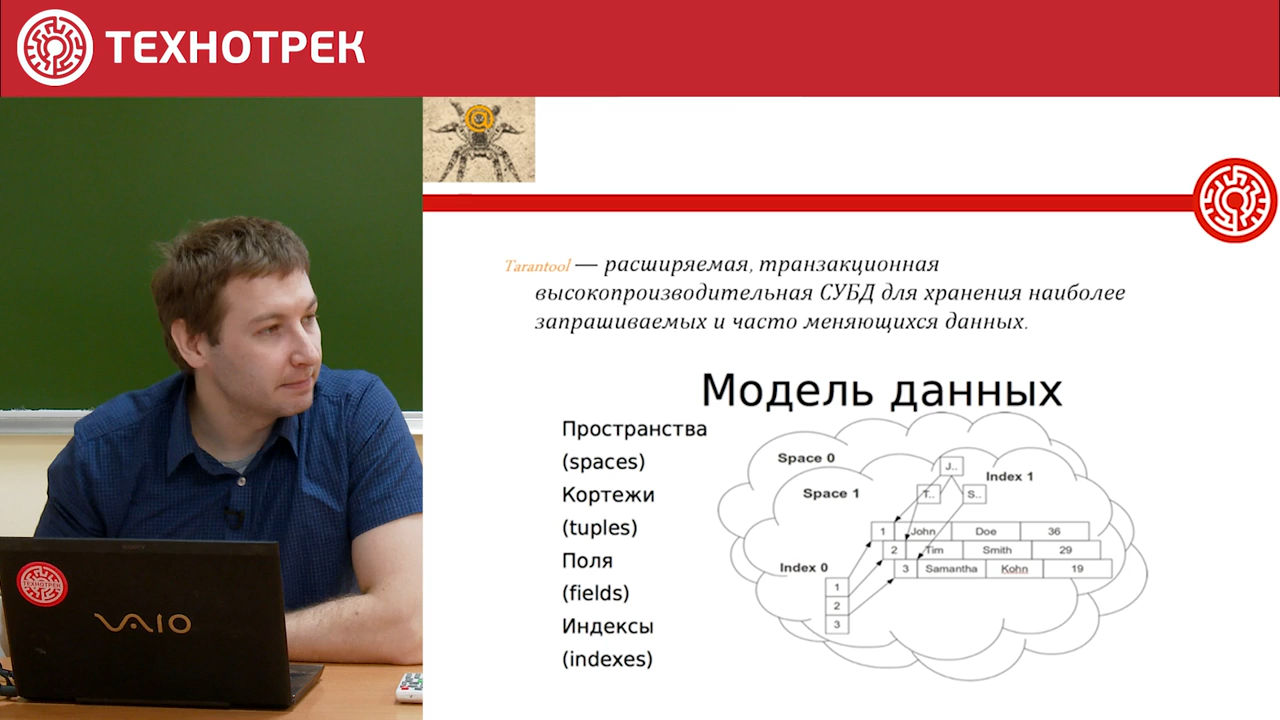 ТЕХНОТРЕК
@
Tarantool — расширяемая, транзакционная
высокопроизводительная СУБД для хранения наиболее
запрашиваемых и часто меняющихся данных.
Модель данных
Пространства
(spaces)
Кортежи
(tuples)
Поля
(fields)
Индексы
(indexes)
Space 0
Space 1
J..
Index 1
T..
S..
1 John Doe 36
2 Tim Smith 29
3 Samantha Kohn 19
Index 0
1
2
3
ТЕХНОТРЕК
VAIO